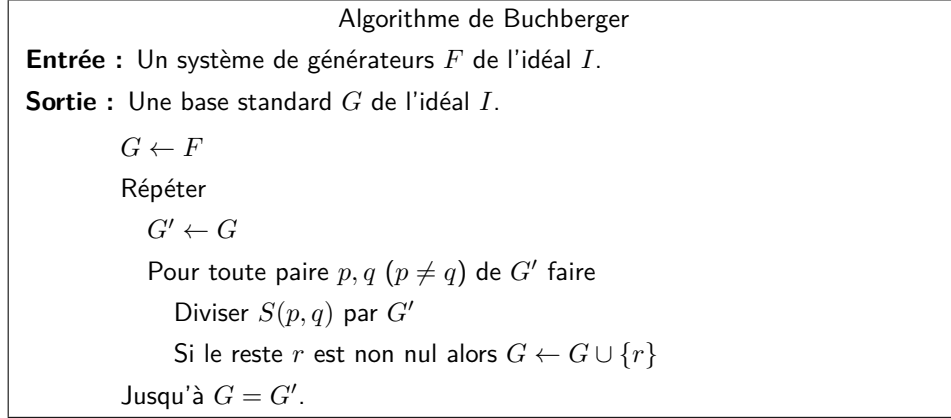 Algorithme de Buchberger
Entrée : Un système de générateurs F de l'idéal I.
Sortie : Une base standard G de l'idéal I.
G ← F
Répéter
G′ ← G
Pour toute paire p, q (p ≠ q) de G′ faire
Diviser S(p, q) par G′
Si le reste r est non nul alors G ← G ∪ {r}
Jusqu'à G = G′.